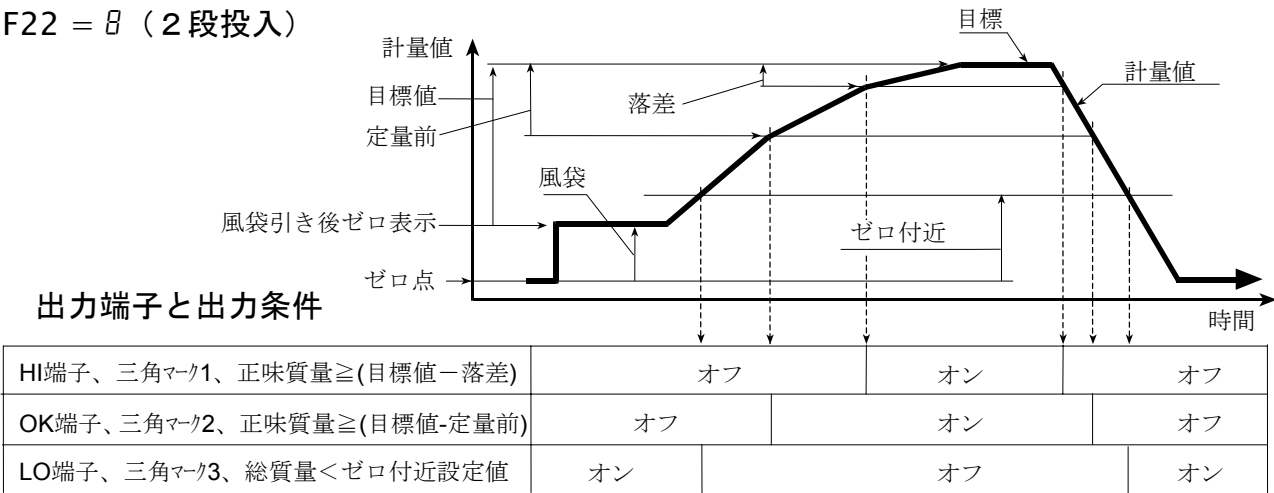 F22 = 8（２段投入）
目標
計量値
計量値
目標値
落差
定量前
風袋
風袋引き後ゼロ表示
ゼロ付近
ゼロ点
出力端子と出力条件
時間
HI端子、三角ﾏｰｸ1、正味質量≧(目標値－落差) オフ オン オフ
OK端子、三角ﾏｰｸ2、正味質量≧(目標値-定量前) オフ オン オフ
LO端子、三角ﾏｰｸ3、総質量＜ゼロ付近設定値 オン オフ オン